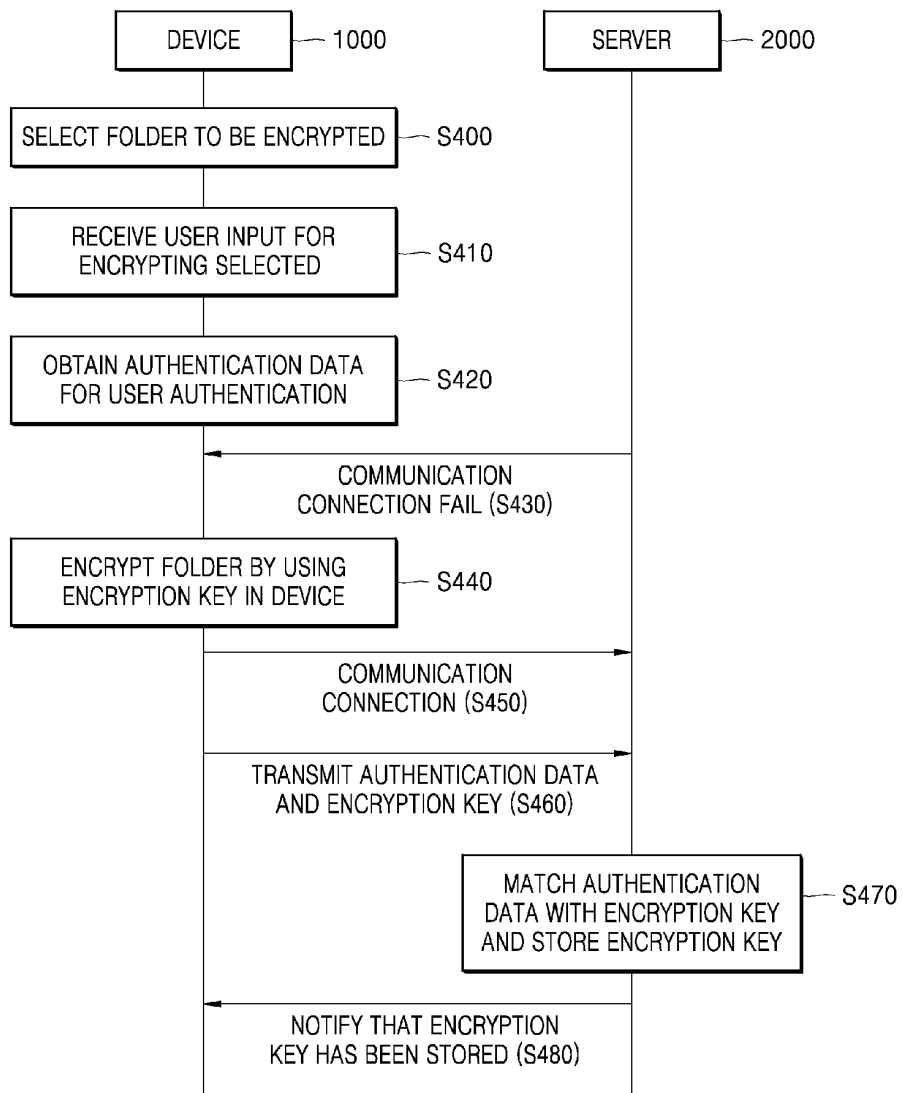 DEVICE
1000
SERVER
2000
SELECT FOLDER TO BE ENCRYPTED
S400
RECEIVE USER INPUT FOR
ENCRYPTING SELECTED
S410
OBTAIN AUTHENTICATION DATA
FOR USER AUTHENTICATION
S420
COMMUNICATION
CONNECTION FAIL (S430)
ENCRYPT FOLDER BY USING
ENCRYPTION KEY IN DEVICE
S440
COMMUNICATION
CONNECTION (S450)
TRANSMIT AUTHENTICATION DATA
AND ENCRYPTION KEY (S460)
MATCH AUTHENTICATION
DATA WITH ENCRYPTION KEY
AND STORE ENCRYPTION KEY
S470
NOTIFY THAT ENCRYPTION
KEY HAS BEEN STORED (S480)